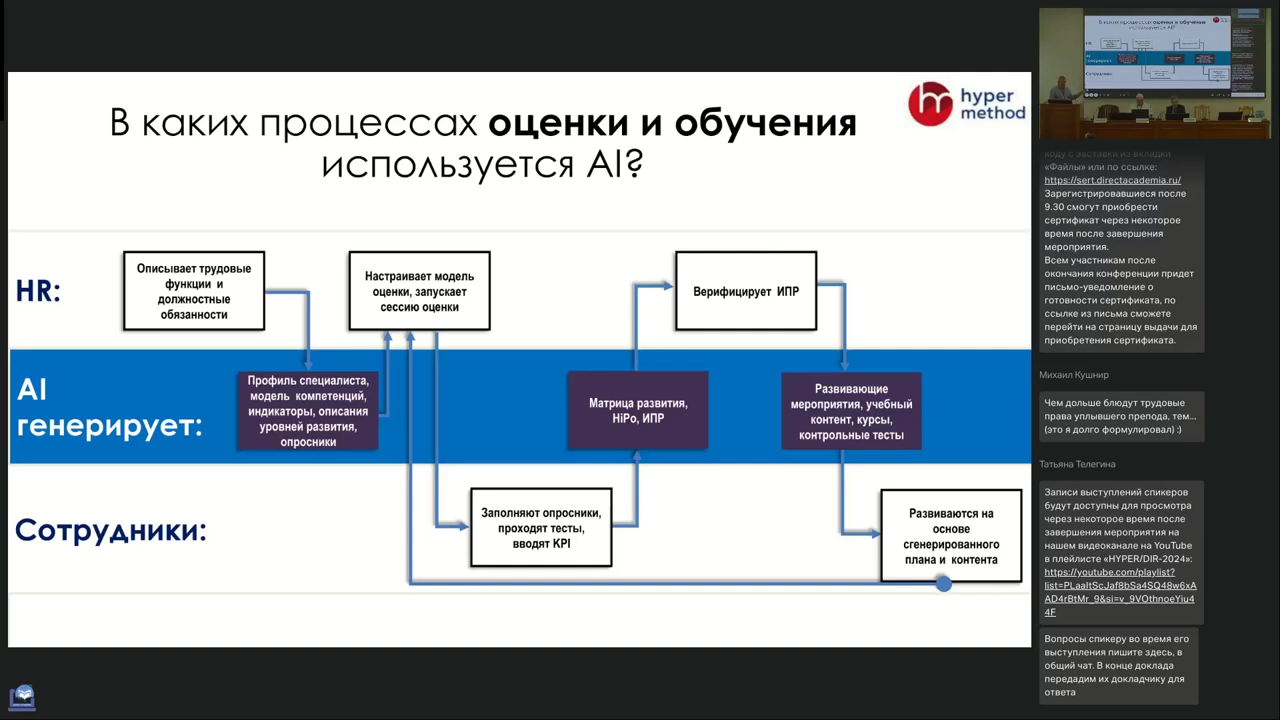 В каких процессах оценки и обучения
используется AI?
hyper
method
HR:
Описывает трудовые
функции и
должностные
обязанности
Настраивает модель
оценки, запускает
сессию оценки
Верифицирует ИПР
AI
генерирует:
Профиль специалиста,
модель компетенций,
индикаторы, описания
уровней развития,
опросники
Матрица развития,
HiPo, ИПР
Развивающие
мероприятия, учебный
контент, курсы,
контрольные тесты
Сотрудники:
Заполняют опросники,
проходят тесты,
вводят KPI
Развиваются на
основе
сгенерированного
плана и контента
коду с заставки из вкладки
«Файлы» или по ссылке:
https://sert.directacademia.ru/
Зарегистрировавшиеся после
9.30 смогут приобрести
сертификат через некоторое
время после завершения
мероприятия.
Всем участникам после
окончания конференции придет
письмо-уведомление о
готовности сертификата, по
ссылке из письма сможете
перейти на страницу выдачи для
приобретения сертификата.
Михаил Кушнир
Чем дольше блюдут трудовые
права уплывшего препода, тем...
(это я долго формулировал) :)
Татьяна Телегина
Записи выступлений спикеров
будут доступны для просмотра
через некоторое время после
завершения мероприятия на
нашем видеоканале на YouTube
в плейлисте «HYPER/DIR-2024»:
https://youtube.com/playlist?
list=PLaaltScJaf8bSa4SQ48w6xA
AD4rBtMr_9&si=v_9VOthnoeYiu4
4F
Вопросы спикеру во время его
выступления пишите здесь, в
общий чат. В конце доклада
передадим их докладчику для
ответа